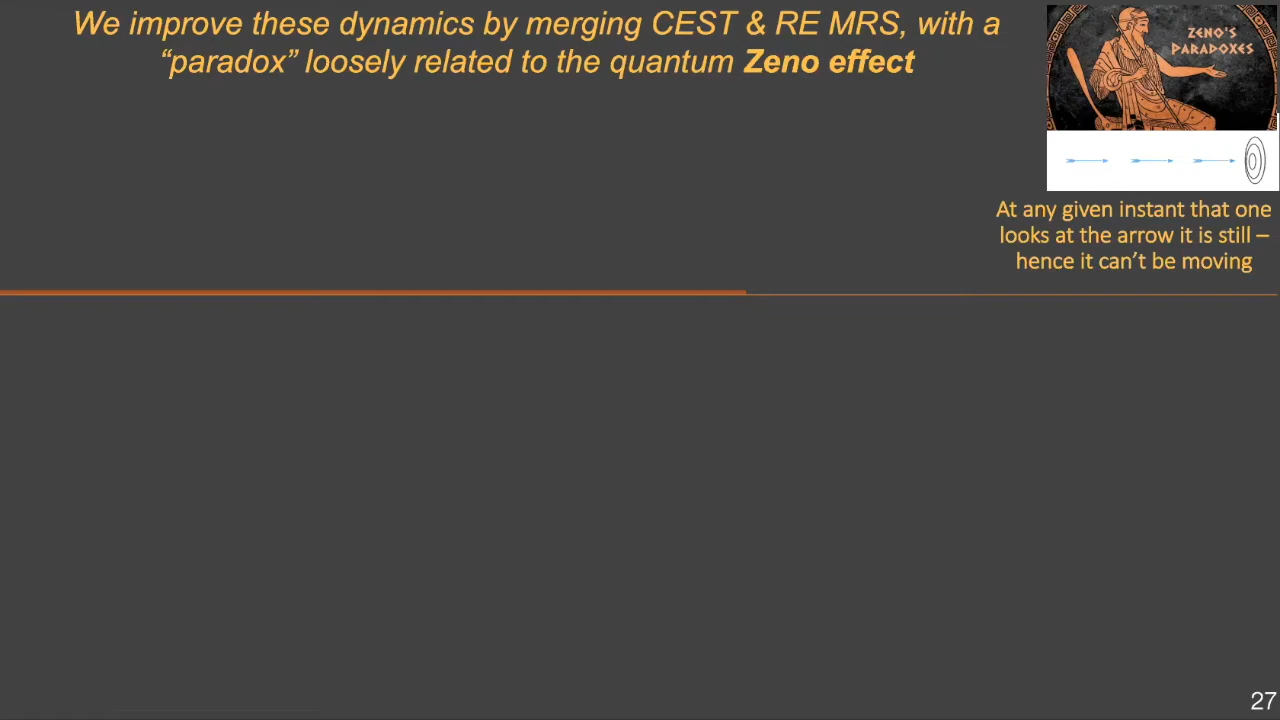 We improve these dynamics by merging CEST & RE MRS, with a
“paradox” loosely related to the quantum Zeno effect
ZENO'S
PARADOXES
At any given instant that one
looks at the arrow it is still –
hence it can’t be moving
27